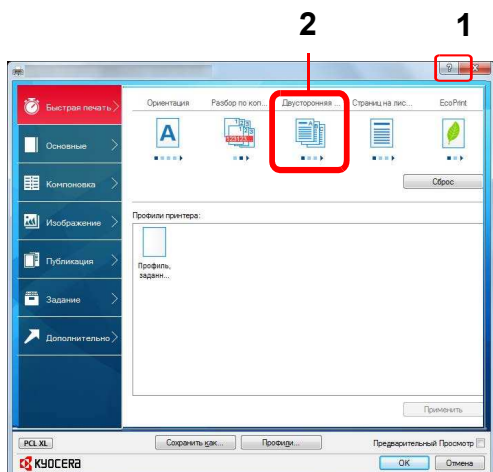 2 1
?
Быстрая печать
Основные
Компоновка
Изображение
Публикация
Задание
Дополнительно
Ориентация Разбор по коп... Двусторонняя ... Страниц на лис... EcoPrint
A 123123 A
Сброс
Профили принтера:
Профиль,
заданн...
Применить
PCL XL Сохранить как... Профили... Предварительный Просмотр
KYOCERA OK Отмена